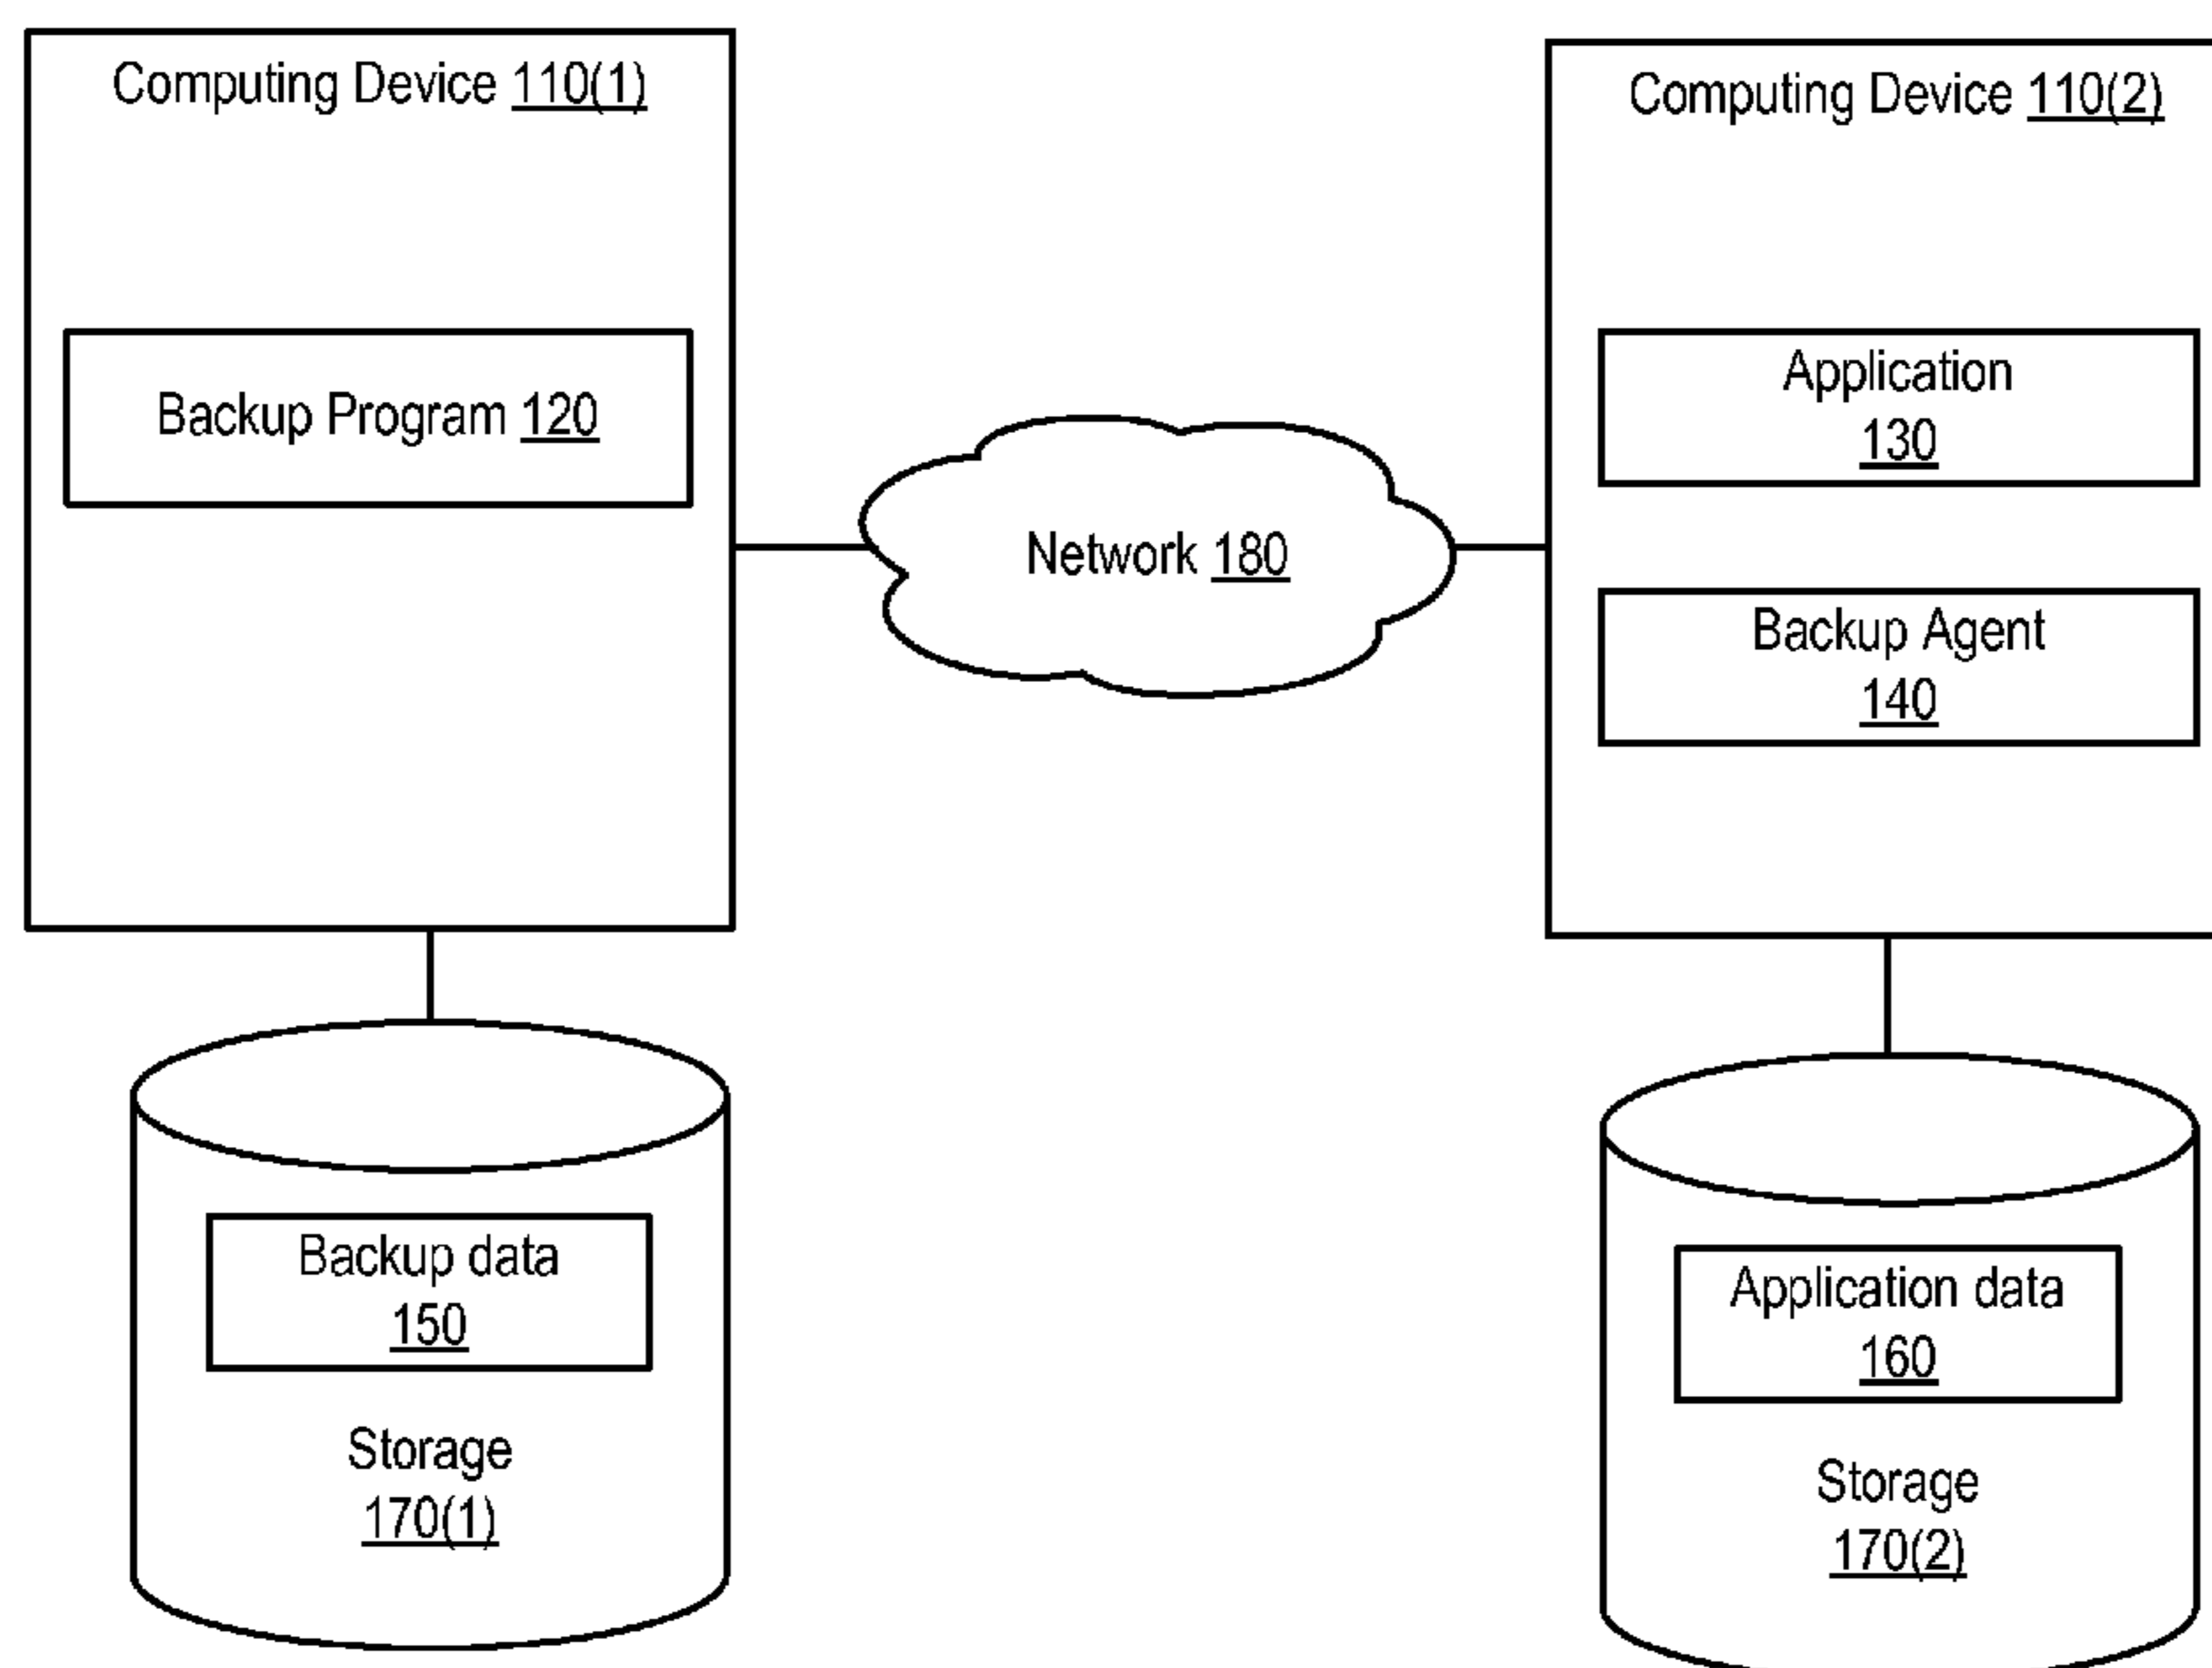 Computing Device 110(1)
Backup Program 120
Network 180
Computing Device 110(2)
Application
130
Backup Agent
140
Backup data
150
Storage
170(1)
Application data
160
Storage
170(2)